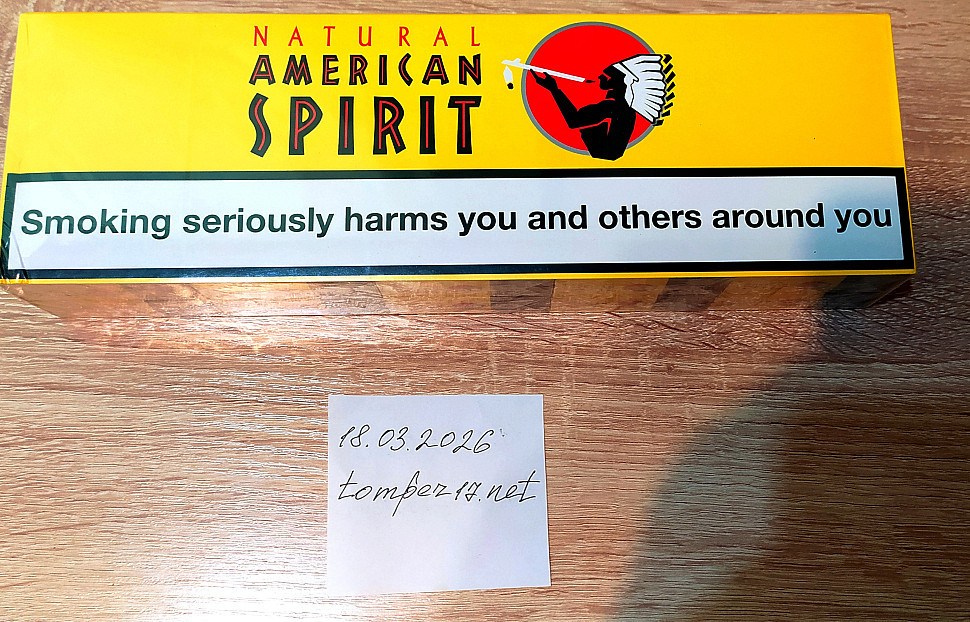 NATURAL
AMERICAN
SPIRIT
Smoking seriously harms you and others around you
18.03.2026
tomper17.net